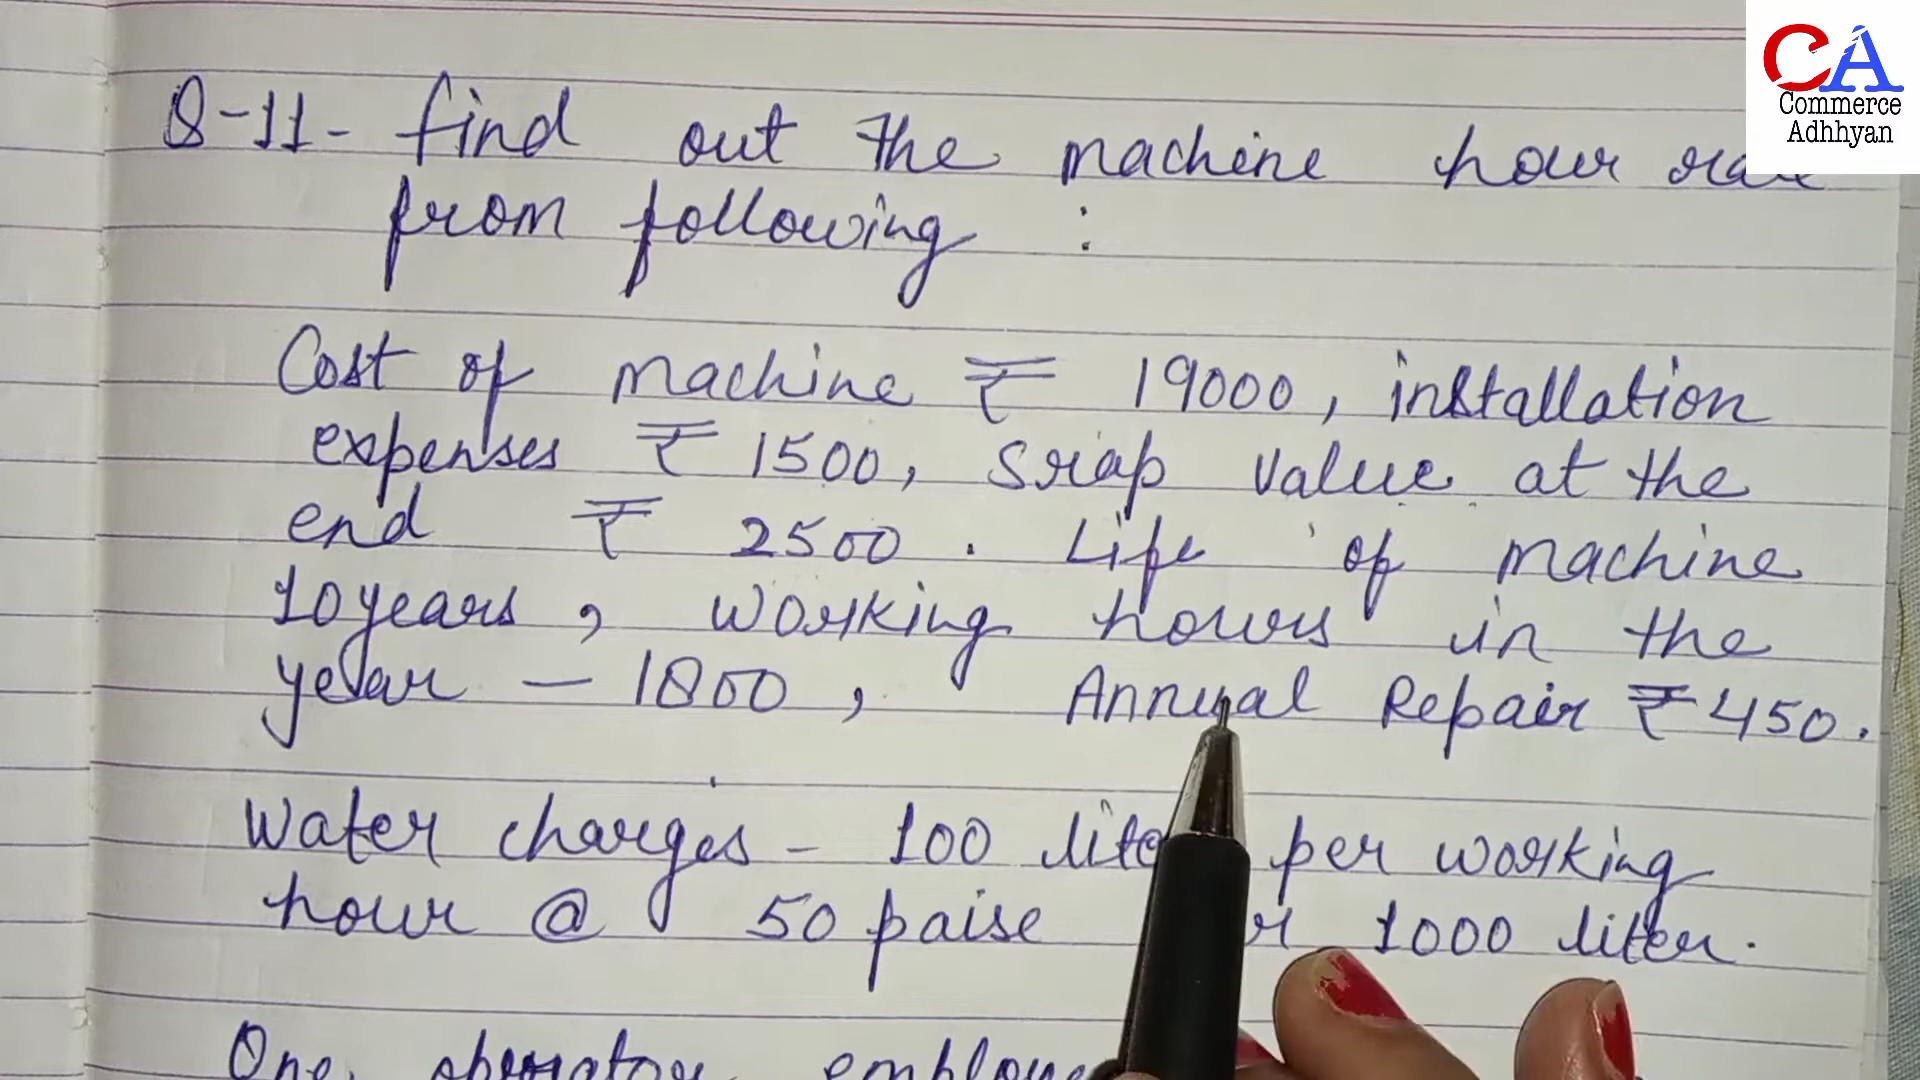 Q-11- find out the machine hour rate
from following :
Cost of machine ₹ 19000, installation
expenses ₹ 1500, Srap value at the
end ₹ 2500. Life of machine
10 years, working hours in the
year - 1800, Annual Repair ₹ 450.
Water charges - 100 liter per working
hour @ 50 paise 1000 liter.
One operator
CA
Commerce
Adhhyan